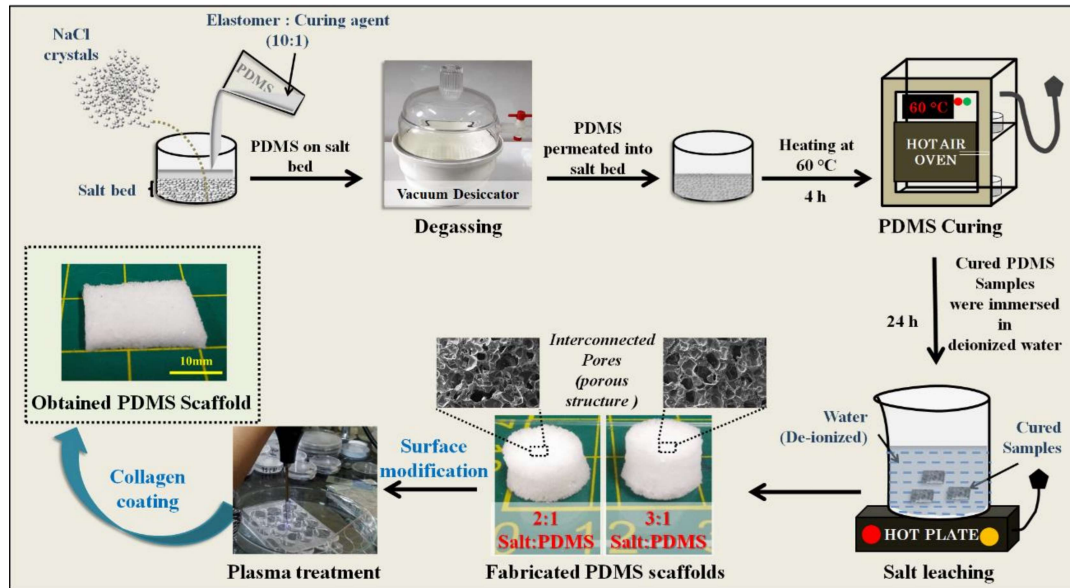 NaCl
crystals
Elastomer : Curing agent
(10:1)
PDMS
Salt bed
PDMS on salt
bed
Vacuum Desiccator
Degassing
PDMS
permeated into
salt bed
Heating at
60 °C
4 h
60 °C
HOT AIR
OVEN
PDMS Curing
24 h
Cured PDMS
Samples
were immersed
in
deionized water
Water
(De-ionized)
Cured
Samples
HOT PLATE
Salt leaching
Interconnected
Pores
(porous
structure )
2:1
Salt:PDMS
3:1
Salt:PDMS
Fabricated PDMS scaffolds
Surface
modification
Plasma treatment
Collagen
coating
10mm
Obtained PDMS Scaffold